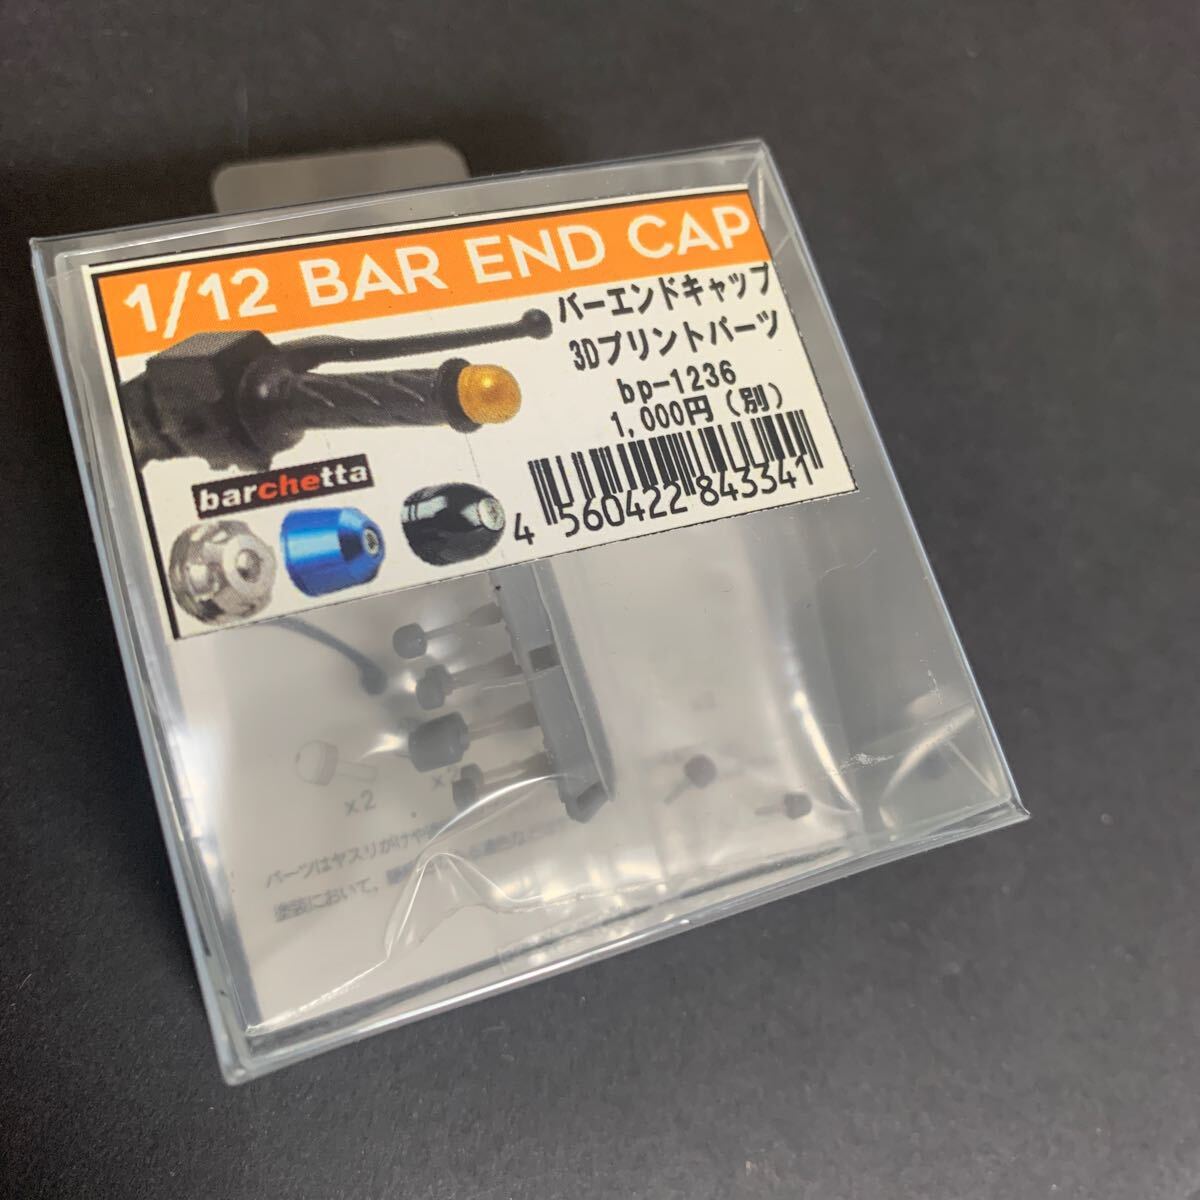 1/12 BAR END CAP
バーエンドキャップ
3Dプリントパーツ
bp-1236
1,000円(別)
barchetta
4 560422 843341
x2
パーツはヤスリがけや
塗装において、